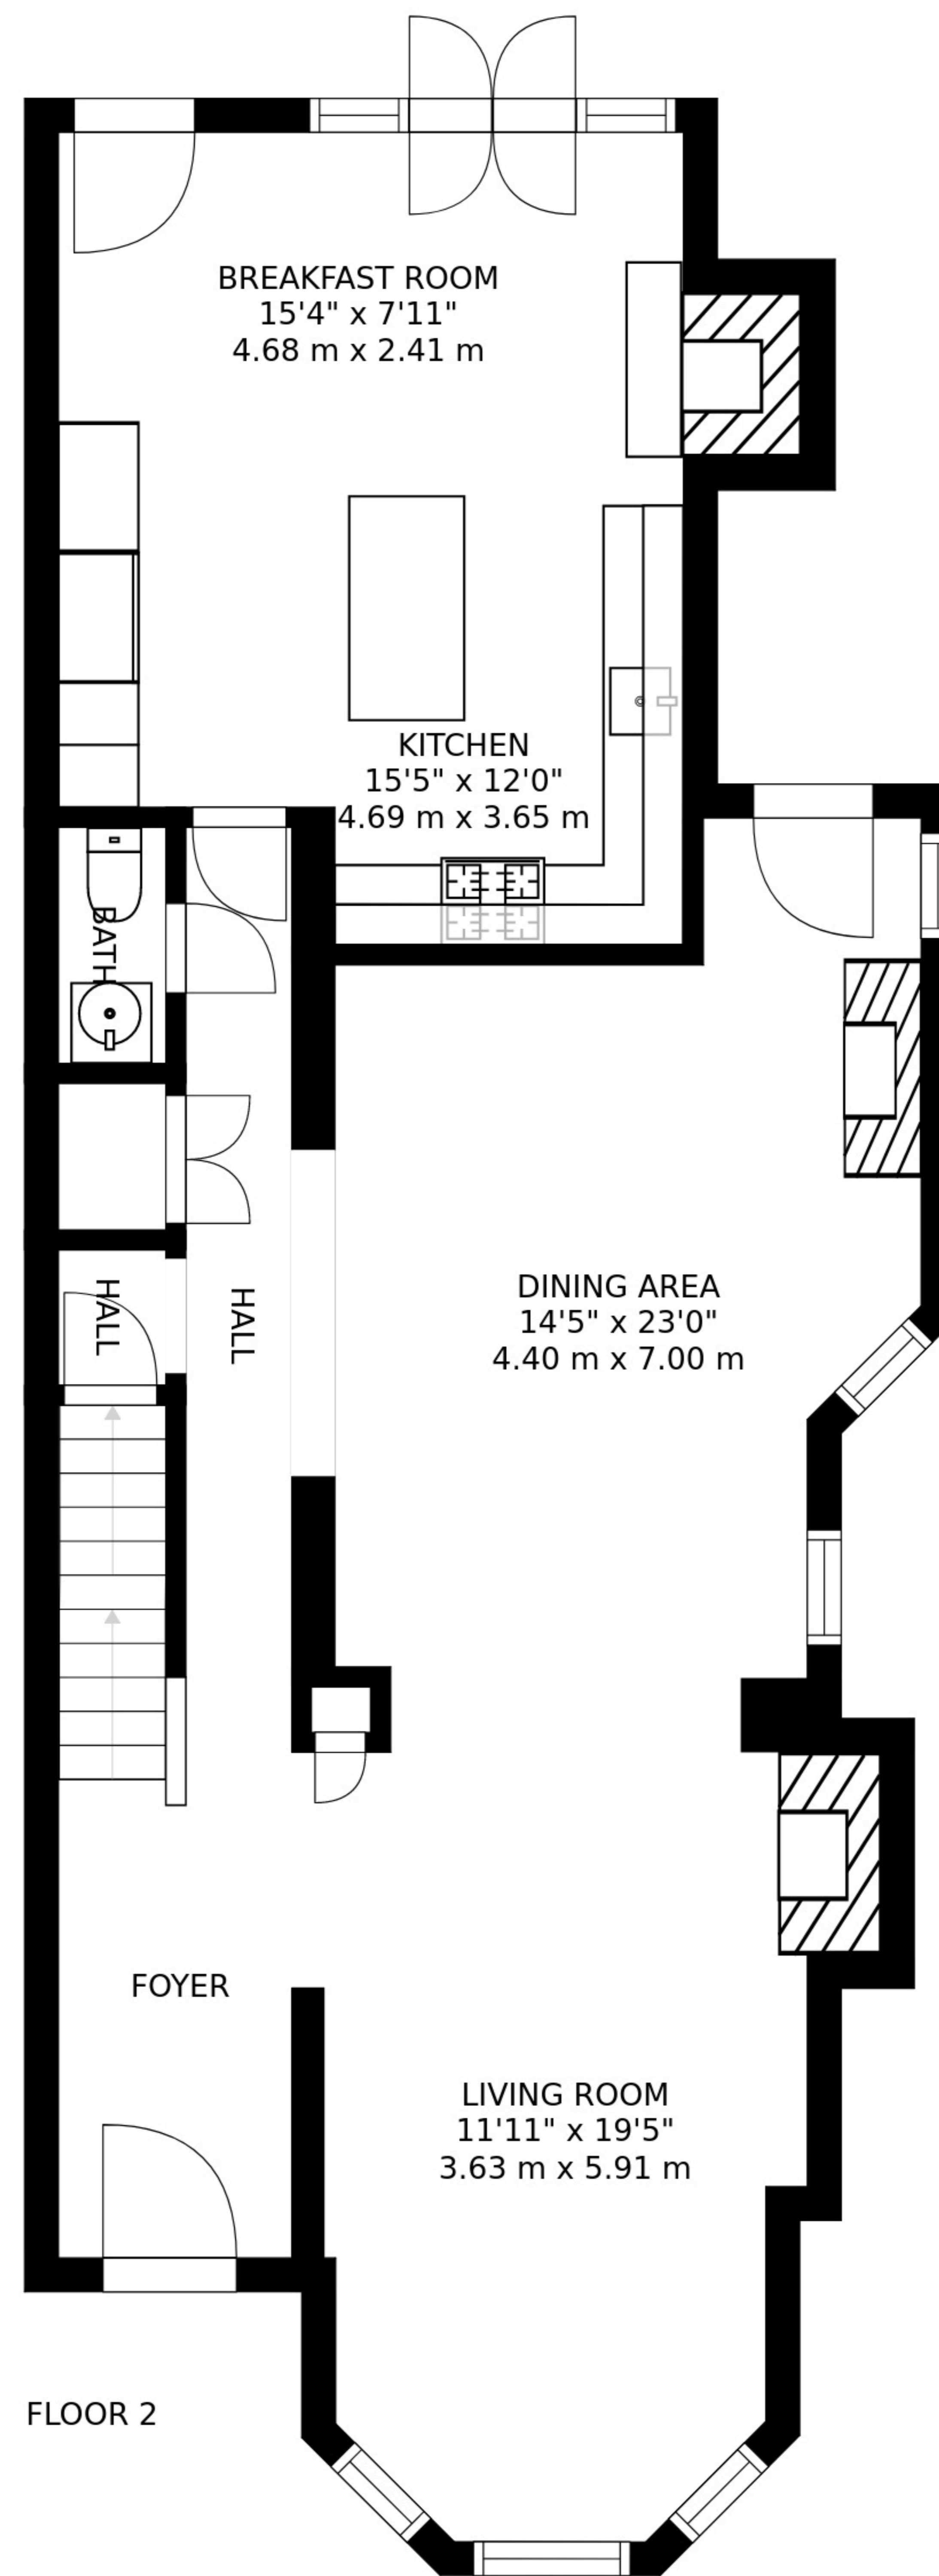 BREAKFAST ROOM
15'4" x 7'11"
4.68 m x 2.41 m
KITCHEN
15'5" x 12'0"
4.69 m x 3.65 m
BATH
HALL
HALL
DINING AREA
14'5" x 23'0"
4.40 m x 7.00 m
FOYER
LIVING ROOM
11'11" x 19'5"
3.63 m x 5.91 m
FLOOR 2